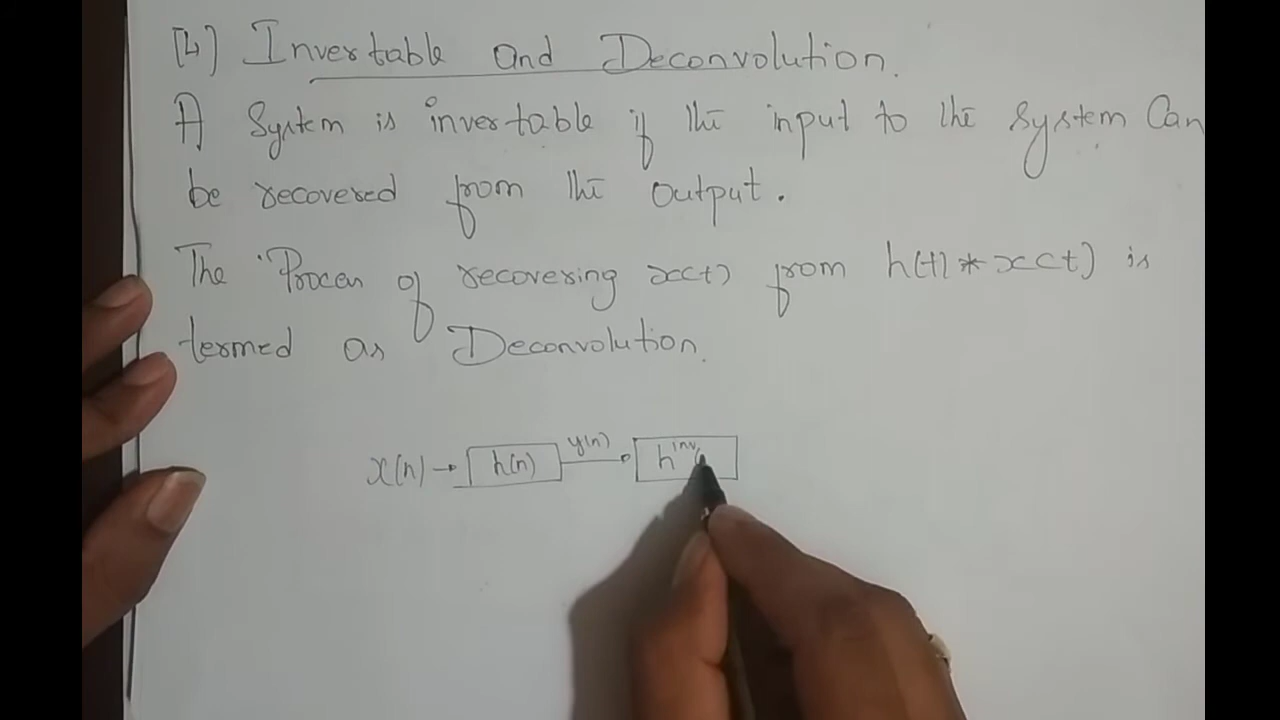 [4] Invertable and Deconvolution.
A System is invertable if the input to the System Can
be recovered from the output.
The Process of recovering x(t) from h(t) * x(t) is
termed as Deconvolution.
x(n) → h(n) y(n) → h^inv(